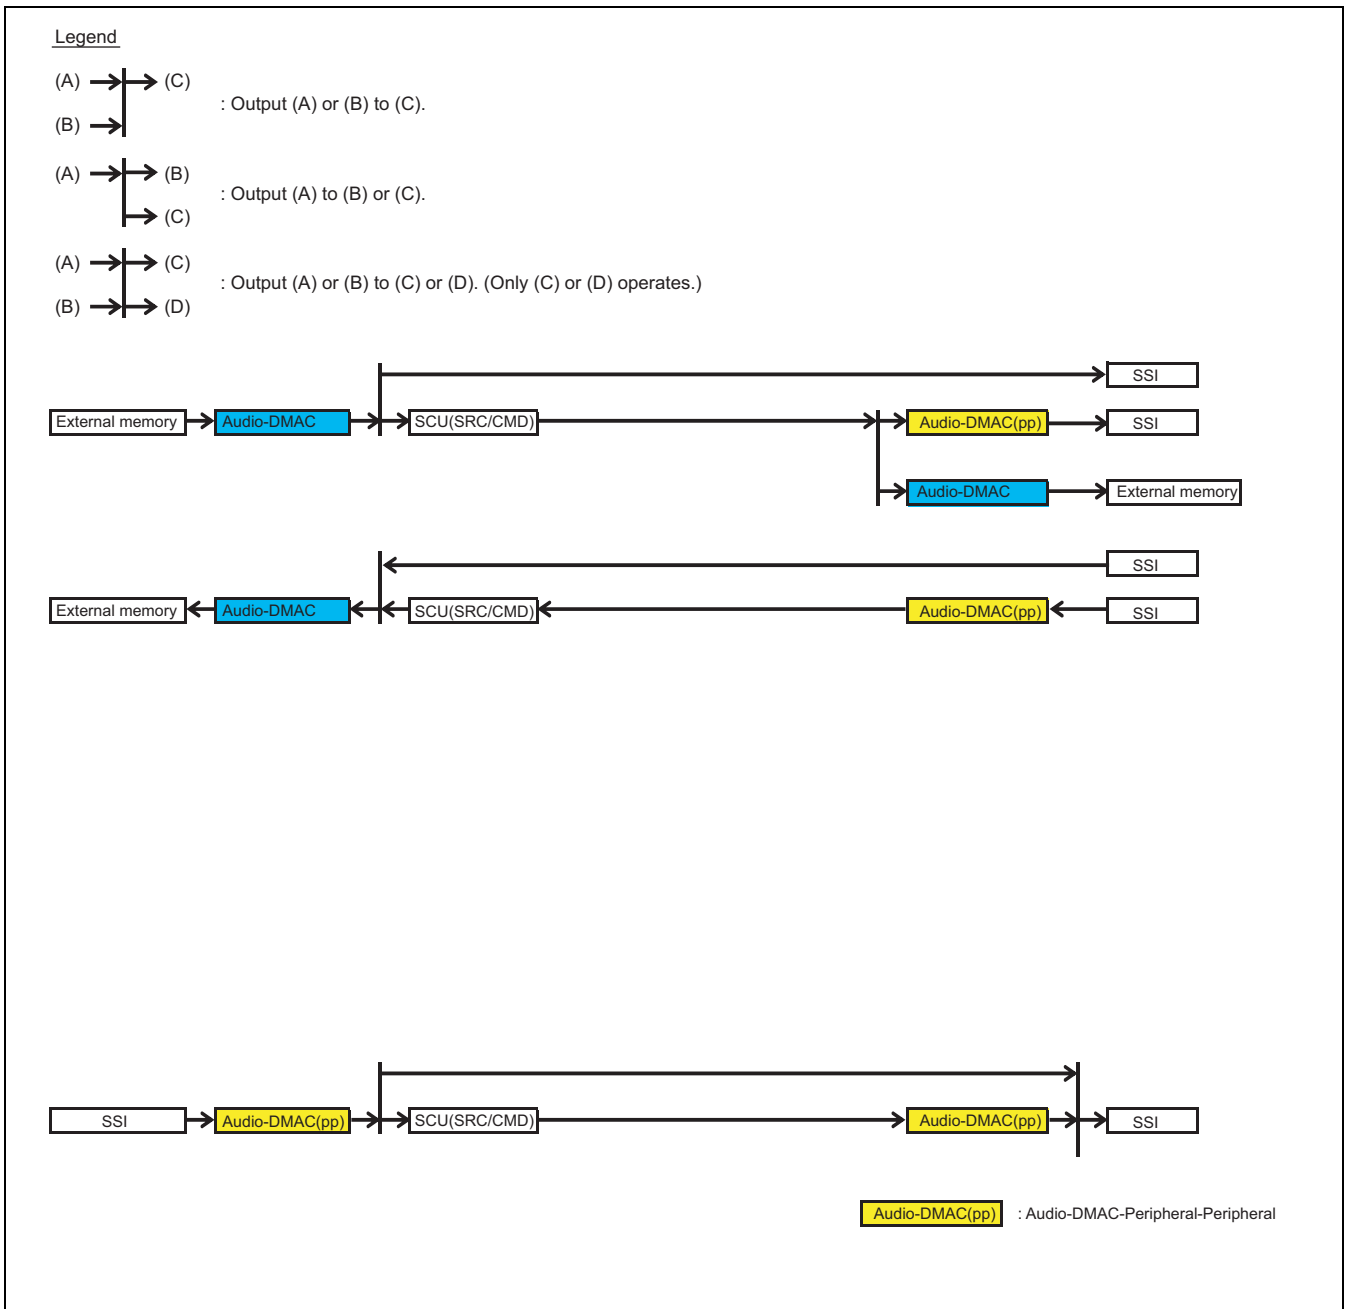 Legend
(A) (C)
: Output (A) or (B) to (C).
(B)
(A) (B)
: Output (A) to (B) or (C).
(C)
(A) (C)
: Output (A) or (B) to (C) or (D). (Only (C) or (D) operates.)
(B) (D)
SSI
External memory Audio-DMAC SCU(SRC/CMD) Audio-DMAC(pp) SSI
Audio-DMAC External memory
SSI
External memory Audio-DMAC SCU(SRC/CMD) Audio-DMAC(pp) SSI
SSI Audio-DMAC(pp) SCU(SRC/CMD) Audio-DMAC(pp) SSI
Audio-DMAC(pp) : Audio-DMAC-Peripheral-Peripheral